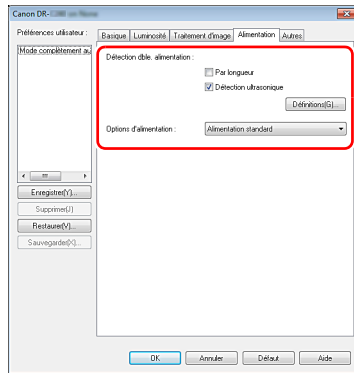 Canon DR-
Préférences utilisateur :
Mode complètement au
Enregistrer(Y)...
Supprimer(J)
Restaurer(V)...
Sauvegarder(X)...
Basique
Luminosité
Traitement d'image
Alimentation
Autres
Détection dble. alimentation :
Par longueur
Détection ultrasonique
Définitions(G)...
Options d'alimentation :
Alimentation standard
OK
Annuler
Défaut
Aide